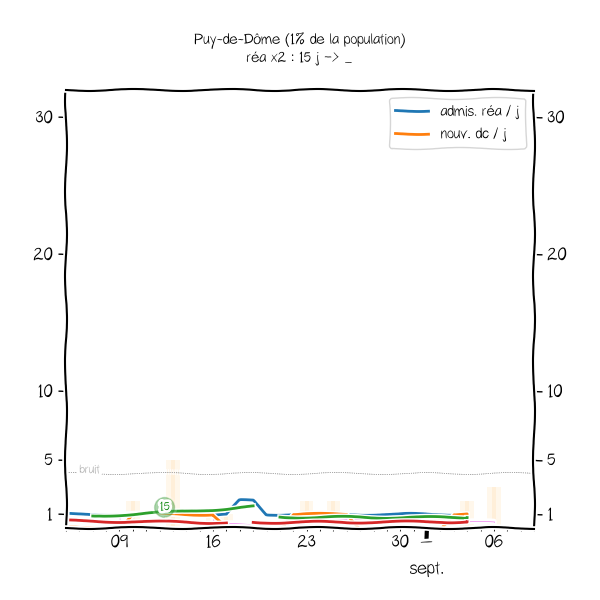 Puy-de-Dôme (1% de la population)
réa x2 : 15 j -> _
admis. réa / j
nouv. dc / j
30
30
20
20
10
10
5
5
bruit
15
1
1
09
16
23
30
06
sept.